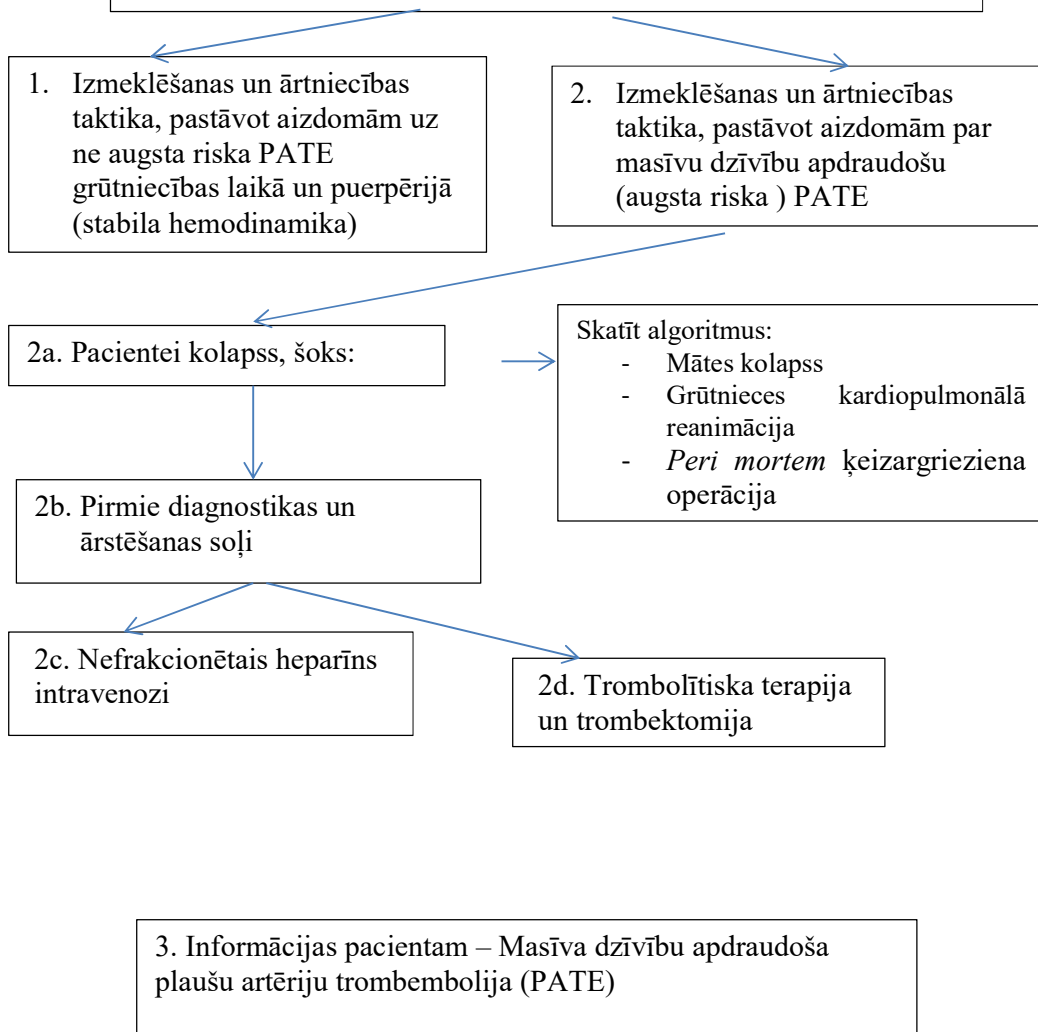 1. Izmeklēšanas un ārtniecības
taktika, pastāvot aizdomām uz
ne augsta riska PATE
grūtniecības laikā un puerpērijā
(stabila hemodinamika)
2. Izmeklēšanas un ārtniecības
taktika, pastāvot aizdomām par
masīvu dzīvību apdraudošu
(augsta riska ) PATE
2a. Pacientei kolapss, šoks:
Skatīt algoritmus:
- Mātes kolapss
- Grūtnieces kardiopulmonālā
reanimācija
- Peri mortem ķeizargrieziena
operācija
2b. Pirmie diagnostikas un
ārstēšanas soļi
2c. Nefrakcionētais heparīns
intravenozi
2d. Trombolītiska terapija
un trombektomija
3. Informācijas pacientam – Masīva dzīvību apdraudoša
plaušu artēriju trombembolija (PATE)